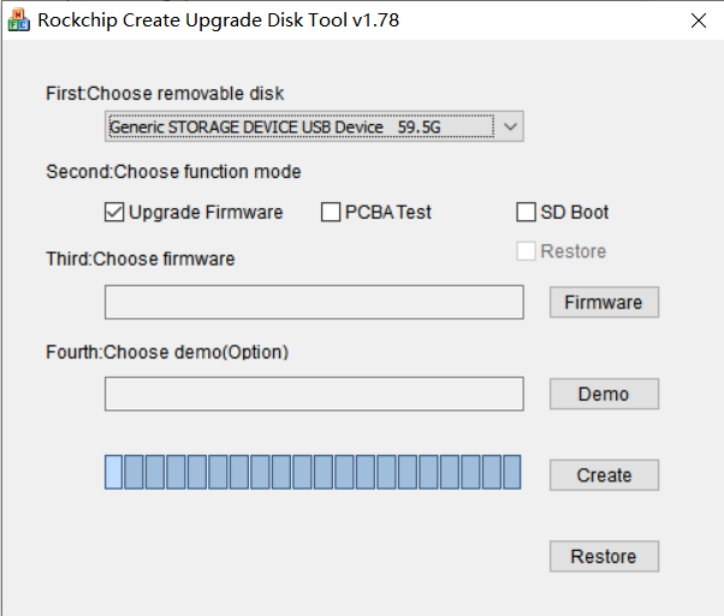 Rockchip Create Upgrade Disk Tool v1.78
First:Choose removable disk
Generic STORAGE DEVICE USB Device 59.5G
Second:Choose function mode
Upgrade Firmware PCBA Test SD Boot
Restore
Third:Choose firmware
Firmware
Fourth:Choose demo(Option)
Demo
Create
Restore